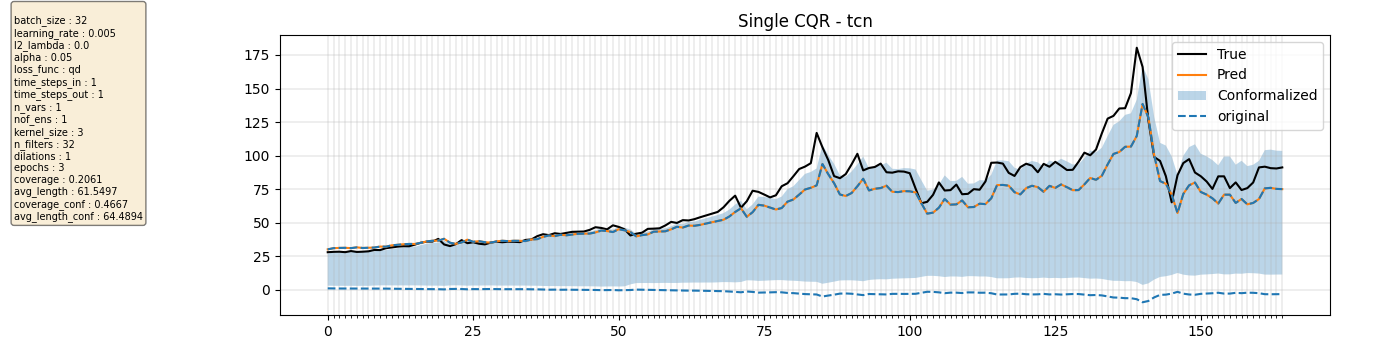 batch_size : 32
learning_rate : 0.005
l2_lambda : 0.0
alpha : 0.05
loss_func : qd
time_steps_in : 1
time_steps_out : 1
n_vars : 1
nof_ens : 1
kernel_size : 3
n_filters : 32
dilations : 1
epochs : 3
coverage : 0.2061
avg_length : 61.5497
coverage_conf : 0.4667
avg_length_conf : 64.4894
Single CQR - tcn
175
150
125
100
75
50
25
0
True
Pred
Conformalized
original
0 25 50 75 100 125 150